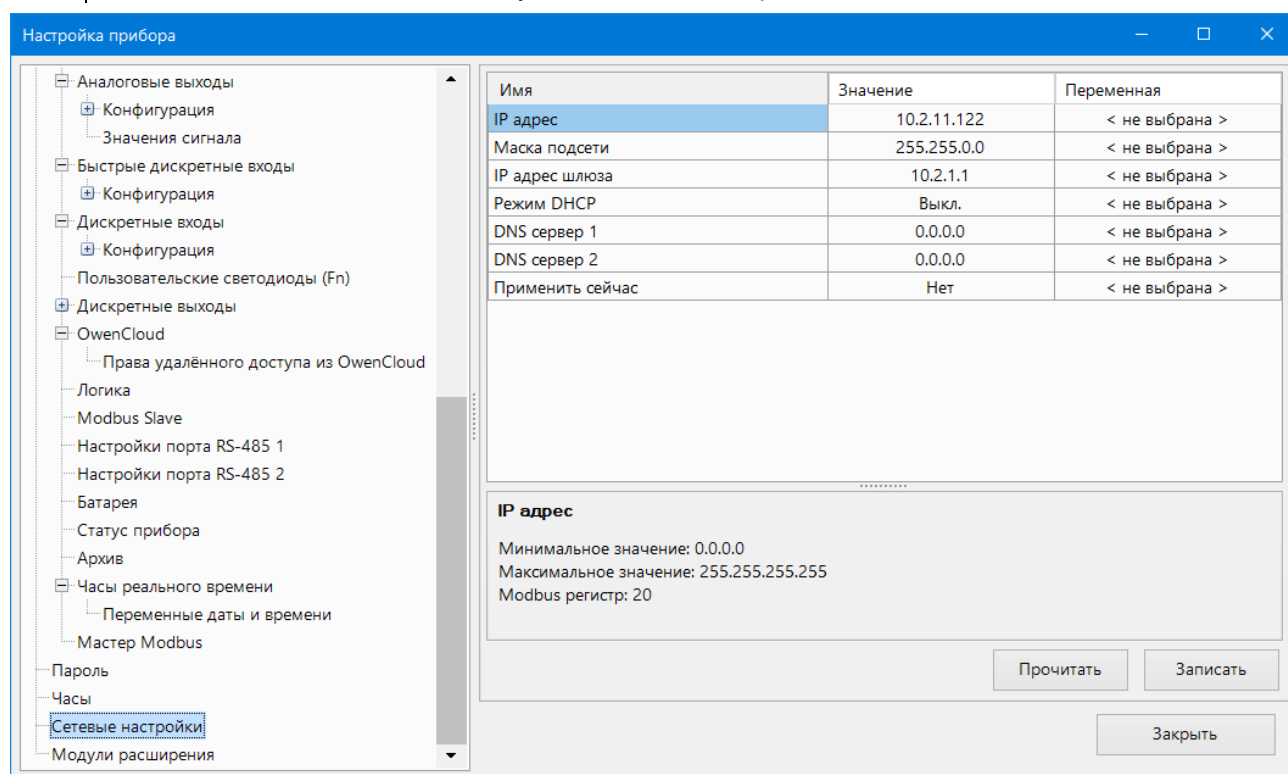 Настройка прибора
Аналоговые выходы
Конфигурация
Значения сигнала
Быстрые дискретные входы
Конфигурация
Дискретные входы
Конфигурация
Пользовательские светодиоды (Fn)
Дискретные выходы
OwenCloud
Права удалённого доступа из OwenCloud
Логика
Modbus Slave
Настройки порта RS-485 1
Настройки порта RS-485 2
Батарея
Статус прибора
Архив
Часы реального времени
Переменные даты и времени
Мастер Modbus
Пароль
Часы
Сетевые настройки
Модули расширения
Имя Значение Переменная
IP адрес 10.2.11.122 < не выбрана >
Маска подсети 255.255.0.0 < не выбрана >
IP адрес шлюза 10.2.1.1 < не выбрана >
Режим DHCP Выкл. < не выбрана >
DNS сервер 1 0.0.0.0 < не выбрана >
DNS сервер 2 0.0.0.0 < не выбрана >
Применить сейчас Нет < не выбрана >
IP адрес
Минимальное значение: 0.0.0.0
Максимальное значение: 255.255.255.255
Modbus регистр: 20
Прочитать Записать
Закрыть